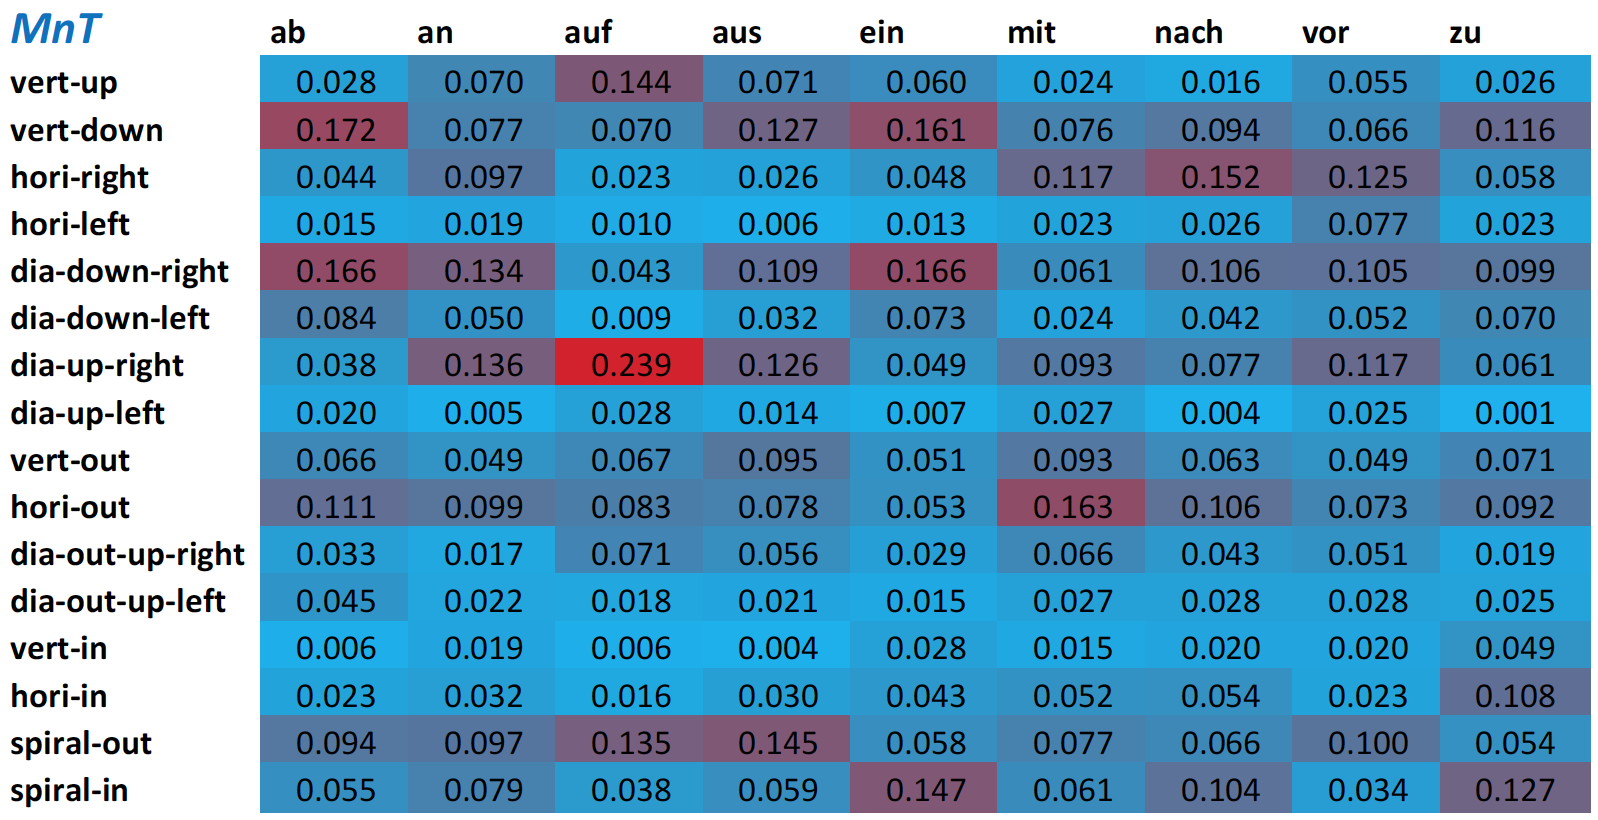 MnT ab an auf aus ein mit nach vor zu
vert-up 0.028 0.070 0.144 0.071 0.060 0.024 0.016 0.055 0.026
vert-down 0.172 0.077 0.070 0.127 0.161 0.076 0.094 0.066 0.116
hori-right 0.044 0.097 0.023 0.026 0.048 0.117 0.152 0.125 0.058
hori-left 0.015 0.019 0.010 0.006 0.013 0.023 0.026 0.077 0.023
dia-down-right 0.166 0.134 0.043 0.109 0.166 0.061 0.106 0.105 0.099
dia-down-left 0.084 0.050 0.009 0.032 0.073 0.024 0.042 0.052 0.070
dia-up-right 0.038 0.136 0.239 0.126 0.049 0.093 0.077 0.117 0.061
dia-up-left 0.020 0.005 0.028 0.014 0.007 0.027 0.004 0.025 0.001
vert-out 0.066 0.049 0.067 0.095 0.051 0.093 0.063 0.049 0.071
hori-out 0.111 0.099 0.083 0.078 0.053 0.163 0.106 0.073 0.092
dia-out-up-right 0.033 0.017 0.071 0.056 0.029 0.066 0.043 0.051 0.019
dia-out-up-left 0.045 0.022 0.018 0.021 0.015 0.027 0.028 0.028 0.025
vert-in 0.006 0.019 0.006 0.004 0.028 0.015 0.020 0.020 0.049
hori-in 0.023 0.032 0.016 0.030 0.043 0.052 0.054 0.023 0.108
spiral-out 0.094 0.097 0.135 0.145 0.058 0.077 0.066 0.100 0.054
spiral-in 0.055 0.079 0.038 0.059 0.147 0.061 0.104 0.034 0.127